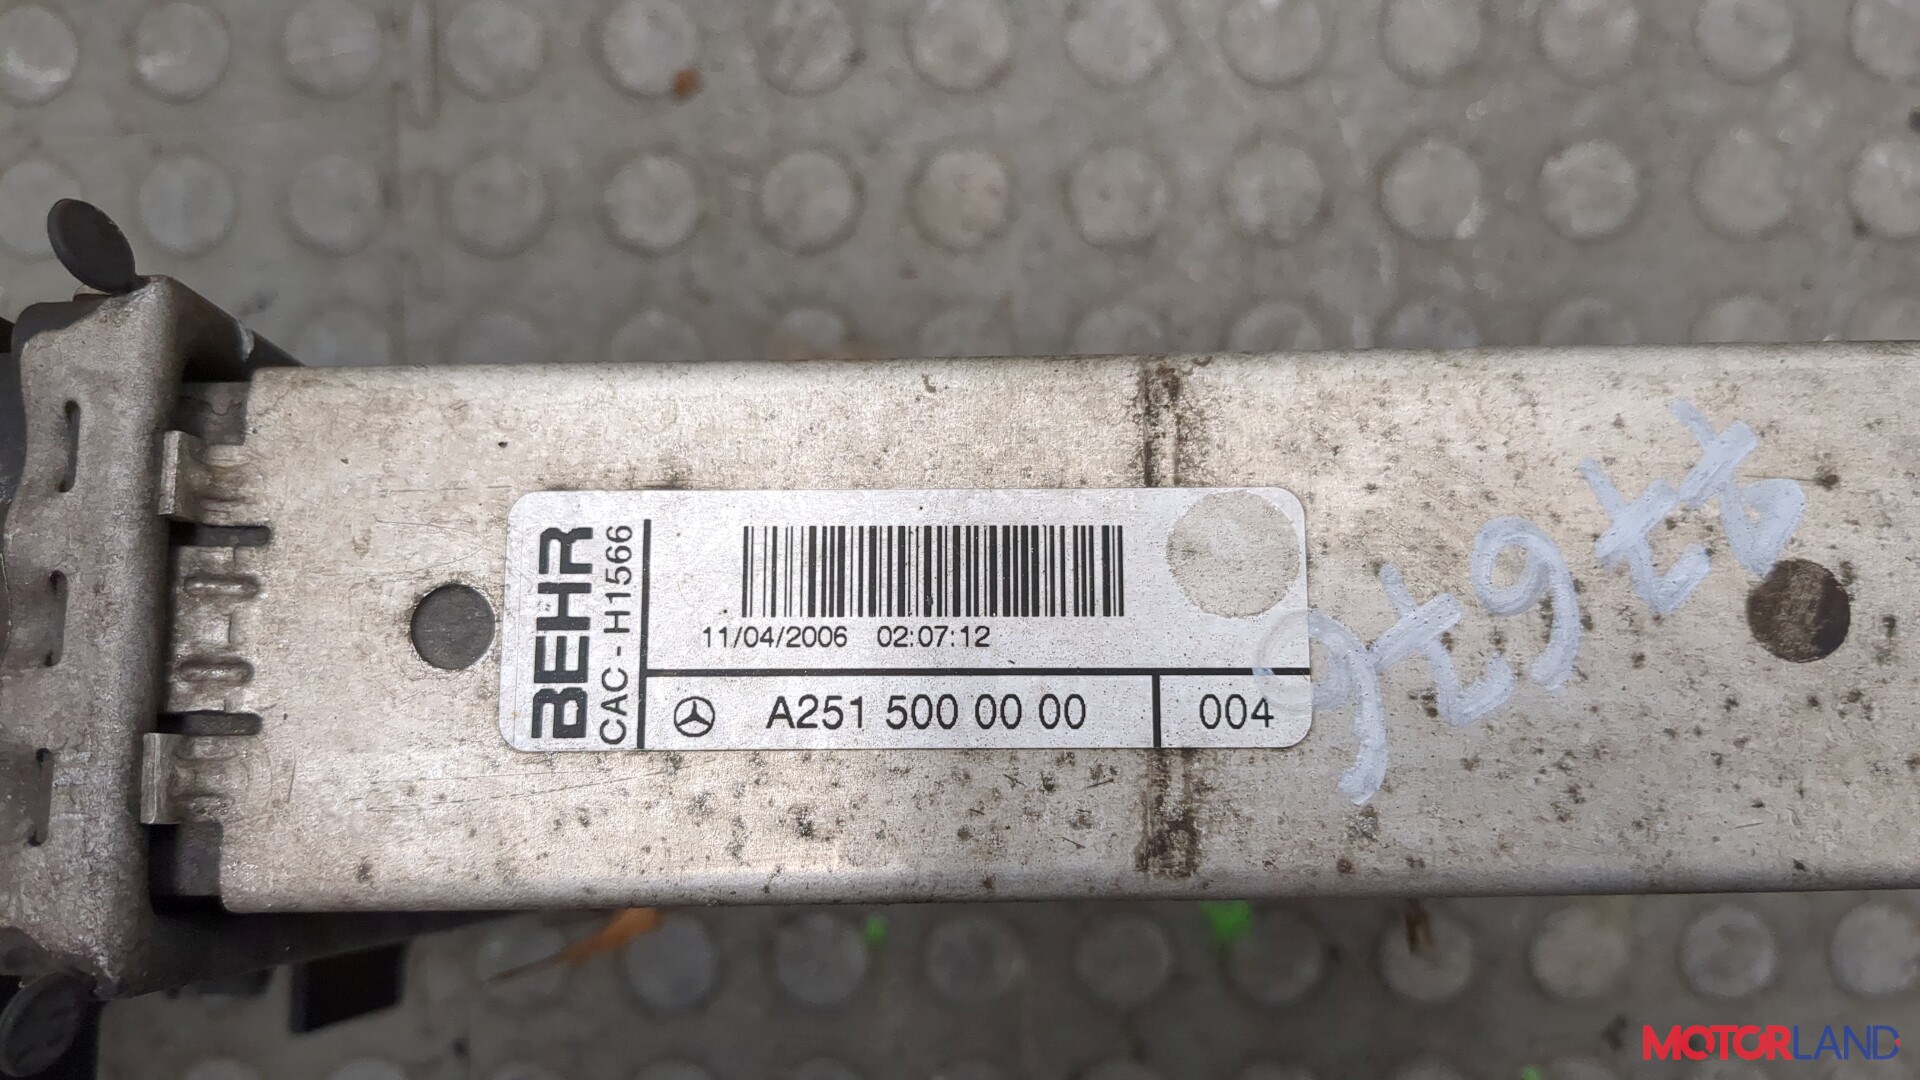 BEHR
CAC - H1566
11/04/2006 02:07:12
A251 500 00 00
004
MOTORLAND